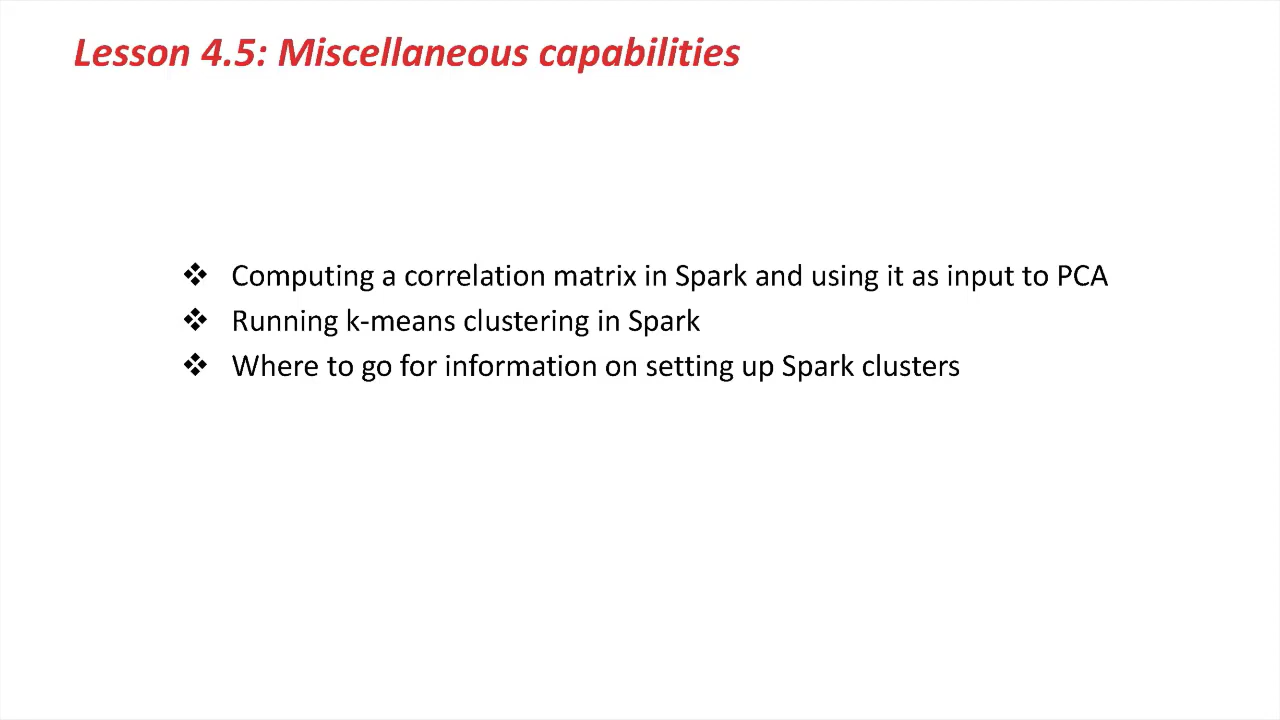 Lesson 4.5: Miscellaneous capabilities
❖ Computing a correlation matrix in Spark and using it as input to PCA
❖ Running k-means clustering in Spark
❖ Where to go for information on setting up Spark clusters